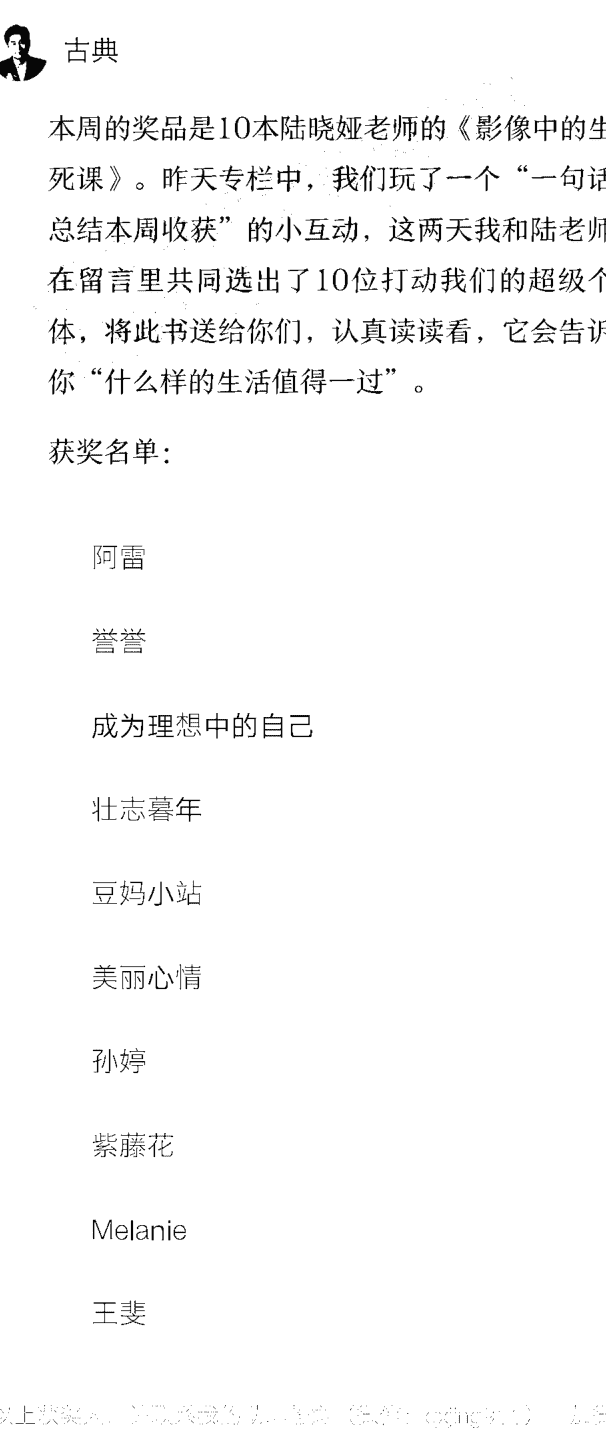 古典
本周的奖品是10本陆晓娅老师的《影像中的生
死课》。昨天专栏中，我们玩了一个“一句话
总结本周收获”的小互动，这两天我和陆老师
在留言里共同选出了10位打动我们的超级个
体，将此书送给你们，认真读读看，它会告诉
你“什么样的生活值得一过”。
获奖名单：
阿雷
誉誉
成为理想中的自己
壮志暮年
豆妈小站
美丽心情
孙婷
紫藤花
Melanie
王斐
以上获奖